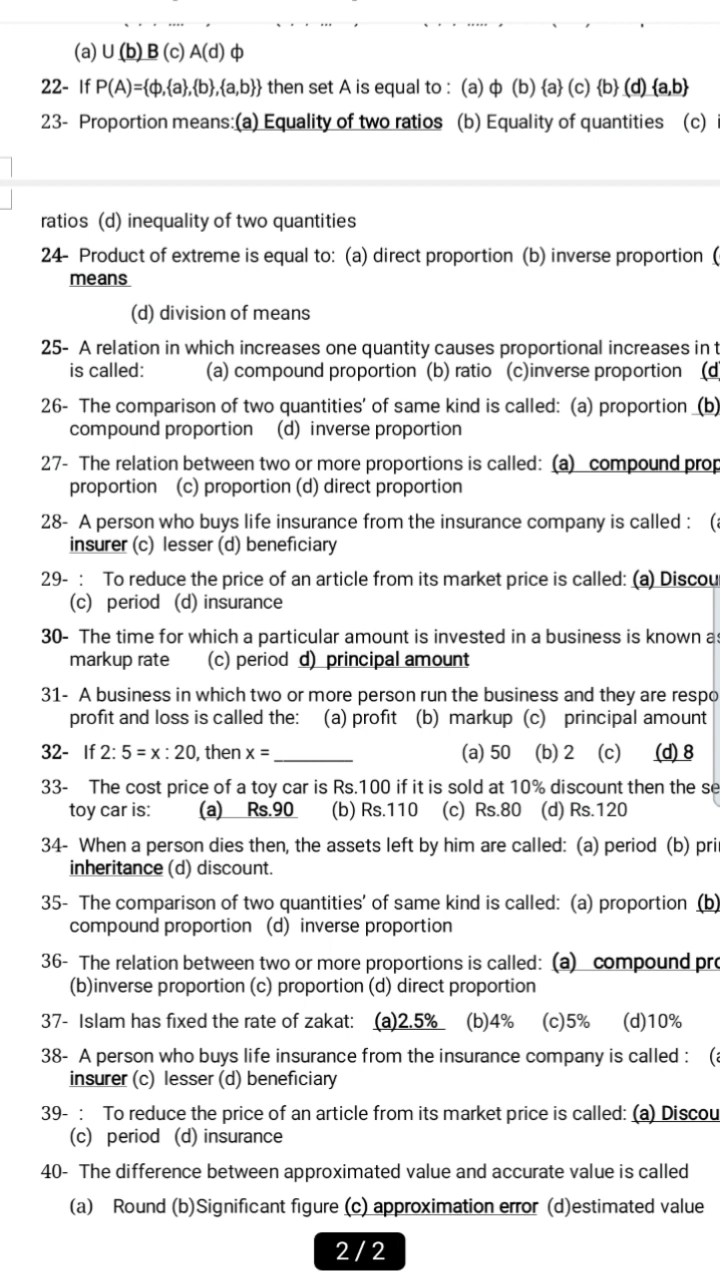 (a) U (b) B (c) A(d) ф
22- If P(A)={ф,{a},{b},{a,b}} then set A is equal to : (a) ф (b) {a} (c) {b} (d) {a,b}
23- Proportion means:(a) Equality of two ratios (b) Equality of quantities (c)
ratios (d) inequality of two quantities
24- Product of extreme is equal to: (a) direct proportion (b) inverse proportion (
means
(d) division of means
25- A relation in which increases one quantity causes proportional increases in t
is called: (a) compound proportion (b) ratio (c)inverse proportion (d
26- The comparison of two quantities' of same kind is called: (a) proportion (b)
compound proportion (d) inverse proportion
27- The relation between two or more proportions is called: (a) compound prop
proportion (c) proportion (d) direct proportion
28- A person who buys life insurance from the insurance company is called : (a
insurer (c) lesser (d) beneficiary
29- : To reduce the price of an article from its market price is called: (a) Discou
(c) period (d) insurance
30- The time for which a particular amount is invested in a business is known as
markup rate (c) period d) principal amount
31- A business in which two or more person run the business and they are respo
profit and loss is called the: (a) profit (b) markup (c) principal amount
32- If 2: 5 = x : 20, then x = ________ (a) 50 (b) 2 (c) (d) 8
33- The cost price of a toy car is Rs.100 if it is sold at 10% discount then the se
toy car is: (a) Rs.90 (b) Rs.110 (c) Rs.80 (d) Rs.120
34- When a person dies then, the assets left by him are called: (a) period (b) pri
inheritance (d) discount.
35- The comparison of two quantities' of same kind is called: (a) proportion (b)
compound proportion (d) inverse proportion
36- The relation between two or more proportions is called: (a) compound pro
(b)inverse proportion (c) proportion (d) direct proportion
37- Islam has fixed the rate of zakat: (a)2.5% (b)4% (c)5% (d)10%
38- A person who buys life insurance from the insurance company is called : (a
insurer (c) lesser (d) beneficiary
39- : To reduce the price of an article from its market price is called: (a) Discou
(c) period (d) insurance
40- The difference between approximated value and accurate value is called
(a) Round (b)Significant figure (c) approximation error (d)estimated value
2 / 2